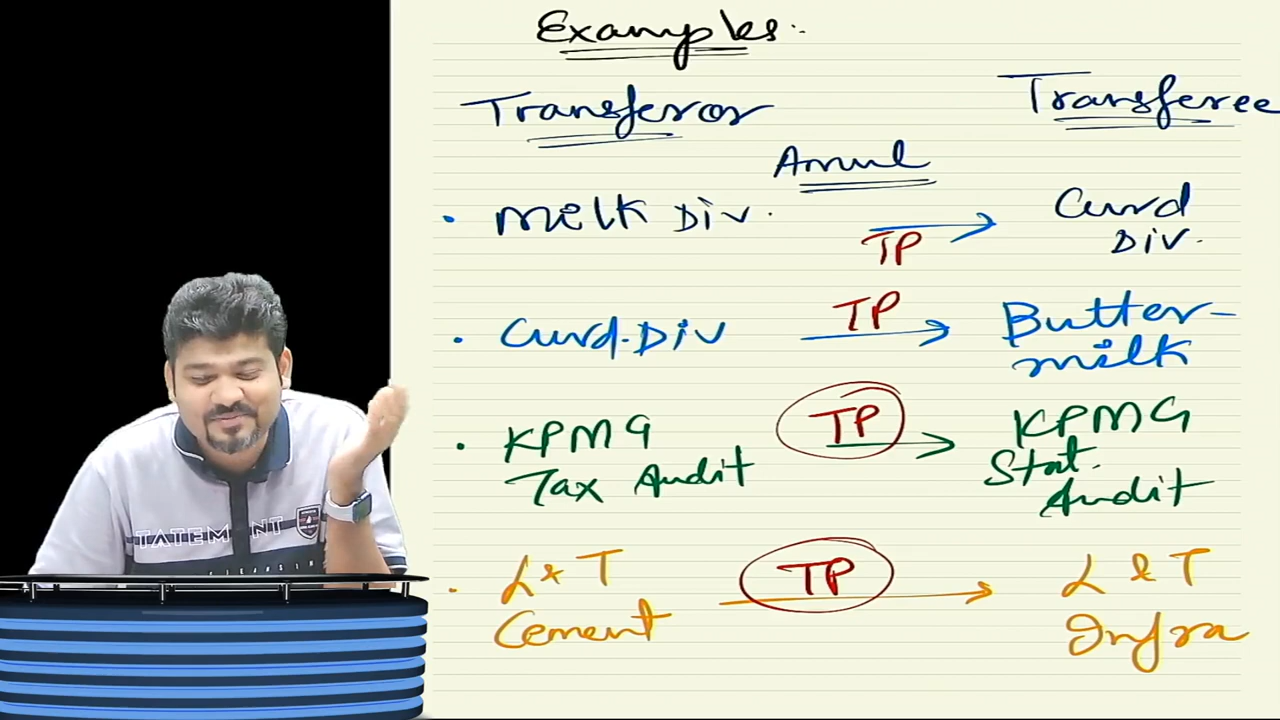 Examples:
Transferor Transferee
Amul
• Milk Div. TP Curd Div.
• Curd.Div TP Butter-
milk
• KPMG TP KPMG
Tax Audit Stat. Audit
• L&T TP L&T
Cement Infra
TATEMENT